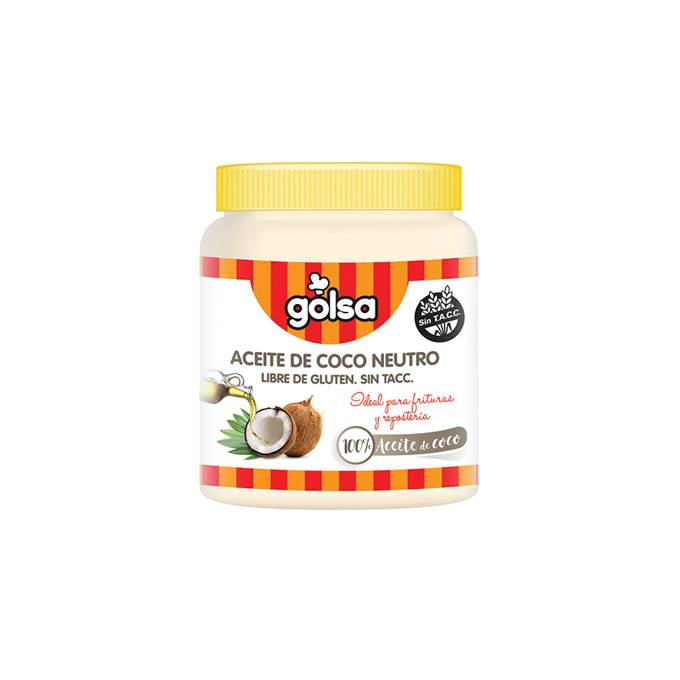 golsa
Sin T.A.C.C.
ACEITE DE COCO NEUTRO
LIBRE DE GLUTEN. SIN TACC.
Ideal para frituras
y repostería
100% Aceite de coco